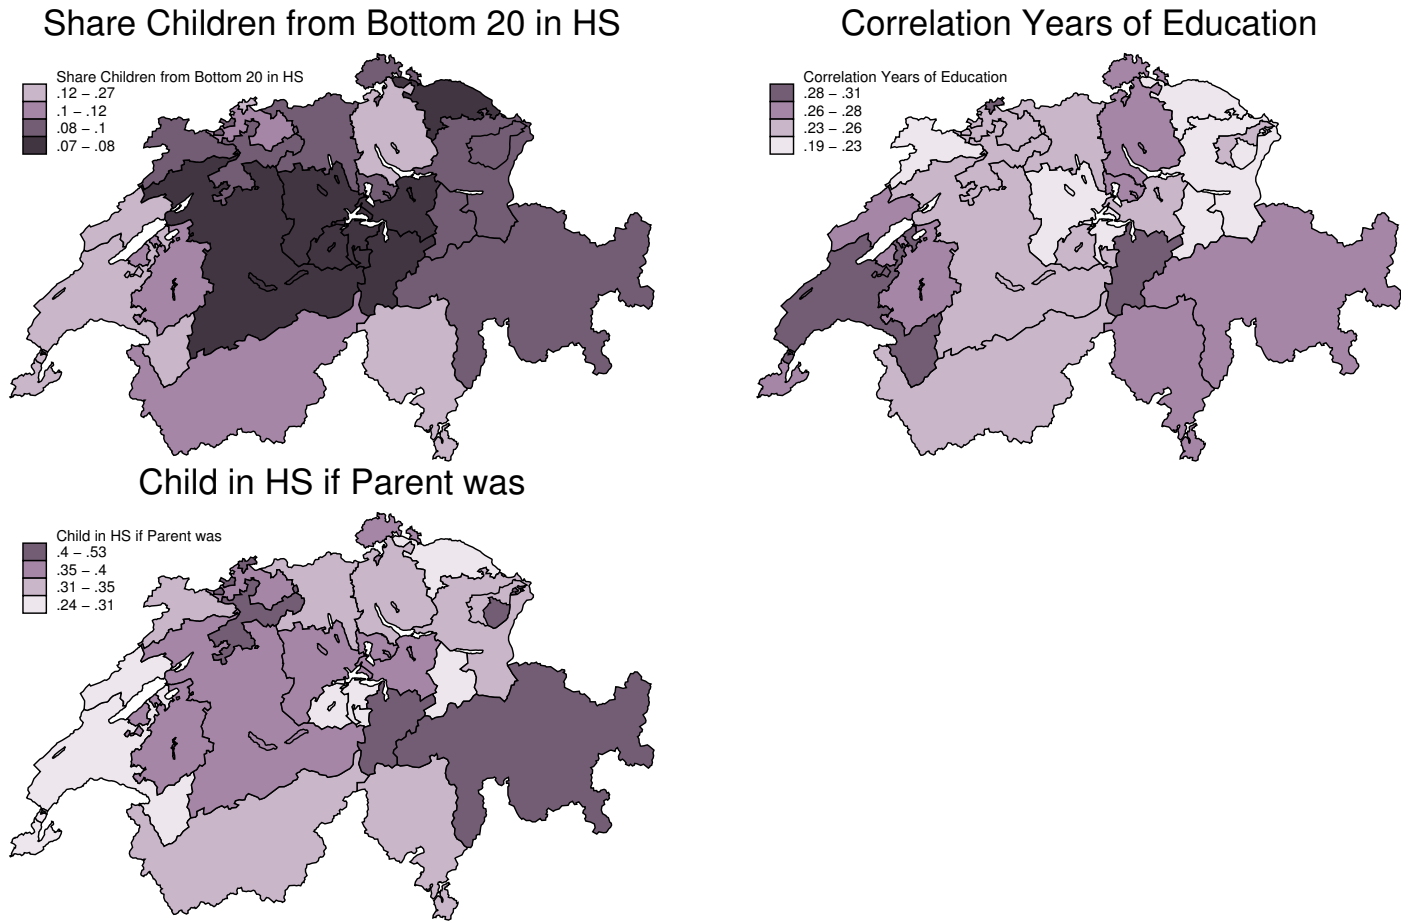 Share Children from Bottom 20 in HS
Share Children from Bottom 20 in HS
.12 − .27
.1 − .12
.08 − .1
.07 − .08
Correlation Years of Education
Correlation Years of Education
.28 − .31
.26 − .28
.23 − .26
.19 − .23
Child in HS if Parent was
Child in HS if Parent was
.4 − .53
.35 − .4
.31 − .35
.24 − .31